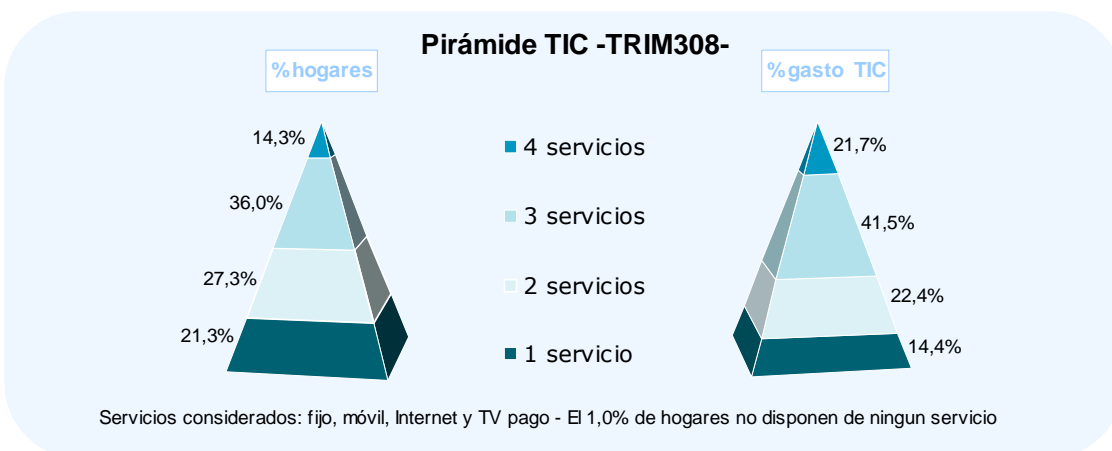 Pirámide TIC -TRIM308-
%hogares
%gasto TIC
14,3%
36,0%
27,3%
21,3%
4 servicios
3 servicios
2 servicios
1 servicio
21,7%
41,5%
22,4%
14,4%
Servicios considerados: fijo, móvil, Internet y TV pago - El 1,0% de hogares no disponen de ningun servicio